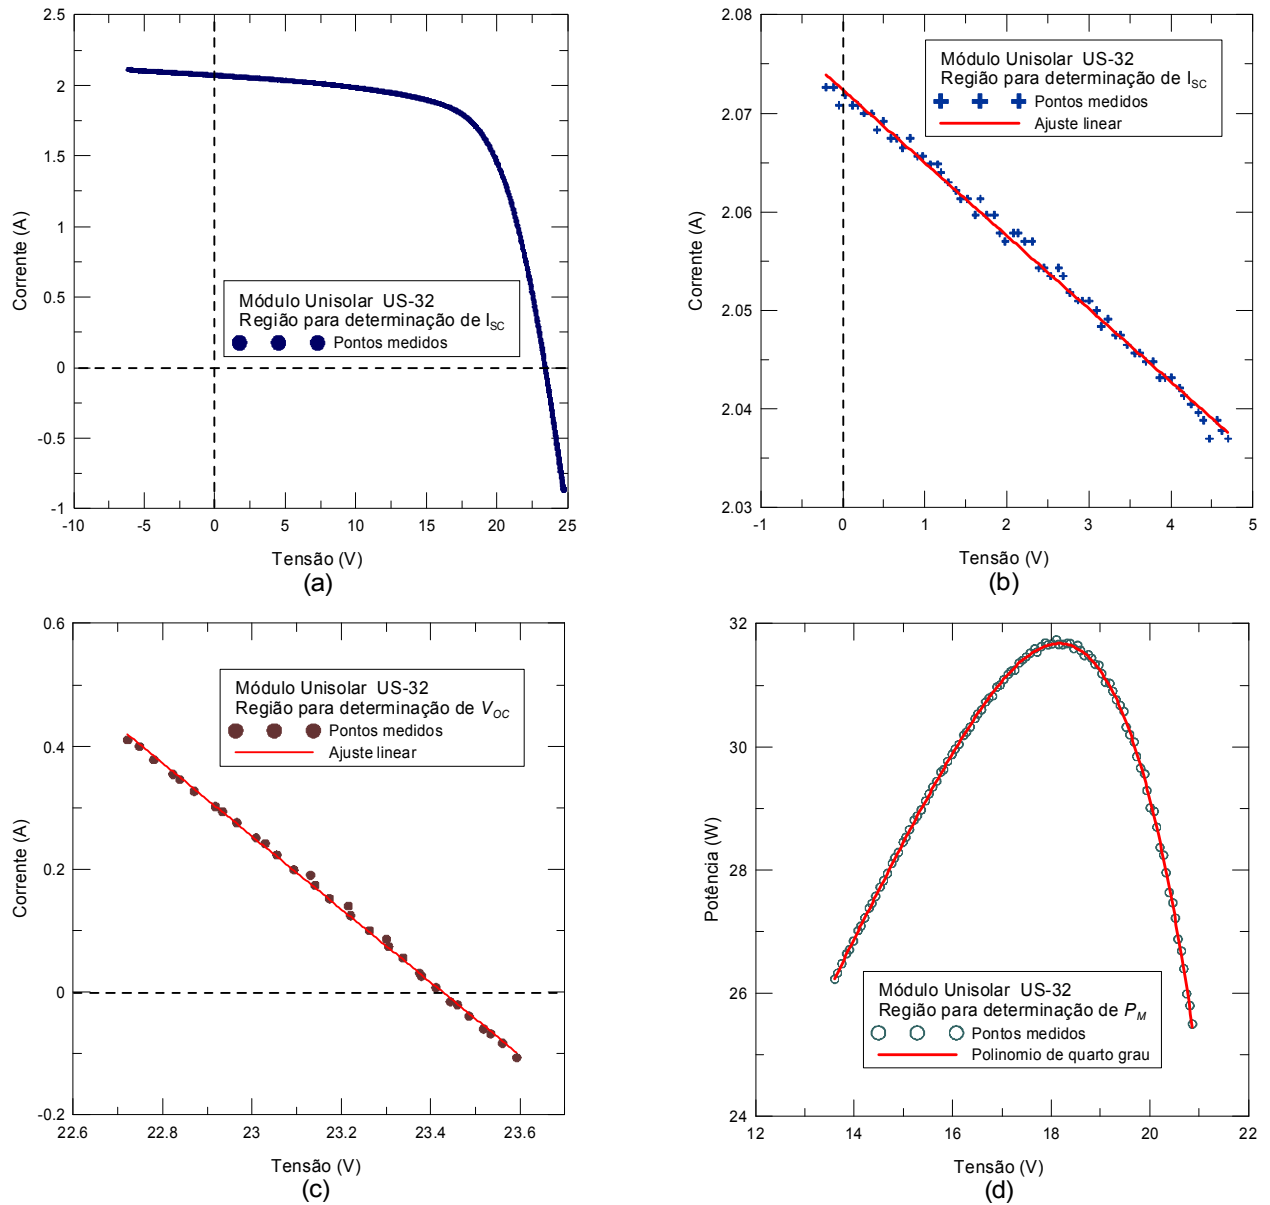 2.5
2
1.5
1
0.5
0
-0.5
-1
Corrente (A)
Módulo Unisolar US-32
Região para determinação de ISC
Pontos medidos
-10 -5 0 5 10 15 20 25
Tensão (V)
(a)
2.08
2.07
2.06
2.05
2.04
2.03
Corrente (A)
Módulo Unisolar US-32
Região para determinação de ISC
Pontos medidos
Ajuste linear
-1 0 1 2 3 4 5
Tensão (V)
(b)
0.6
0.4
0.2
0
-0.2
Corrente (A)
Módulo Unisolar US-32
Região para determinação de VOC
Pontos medidos
Ajuste linear
22.6 22.8 23 23.2 23.4 23.6
Tensão (V)
(c)
32
30
28
26
24
Potência (W)
Módulo Unisolar US-32
Região para determinação de PM
Pontos medidos
Polinomio de quarto grau
12 14 16 18 20 22
Tensão (V)
(d)